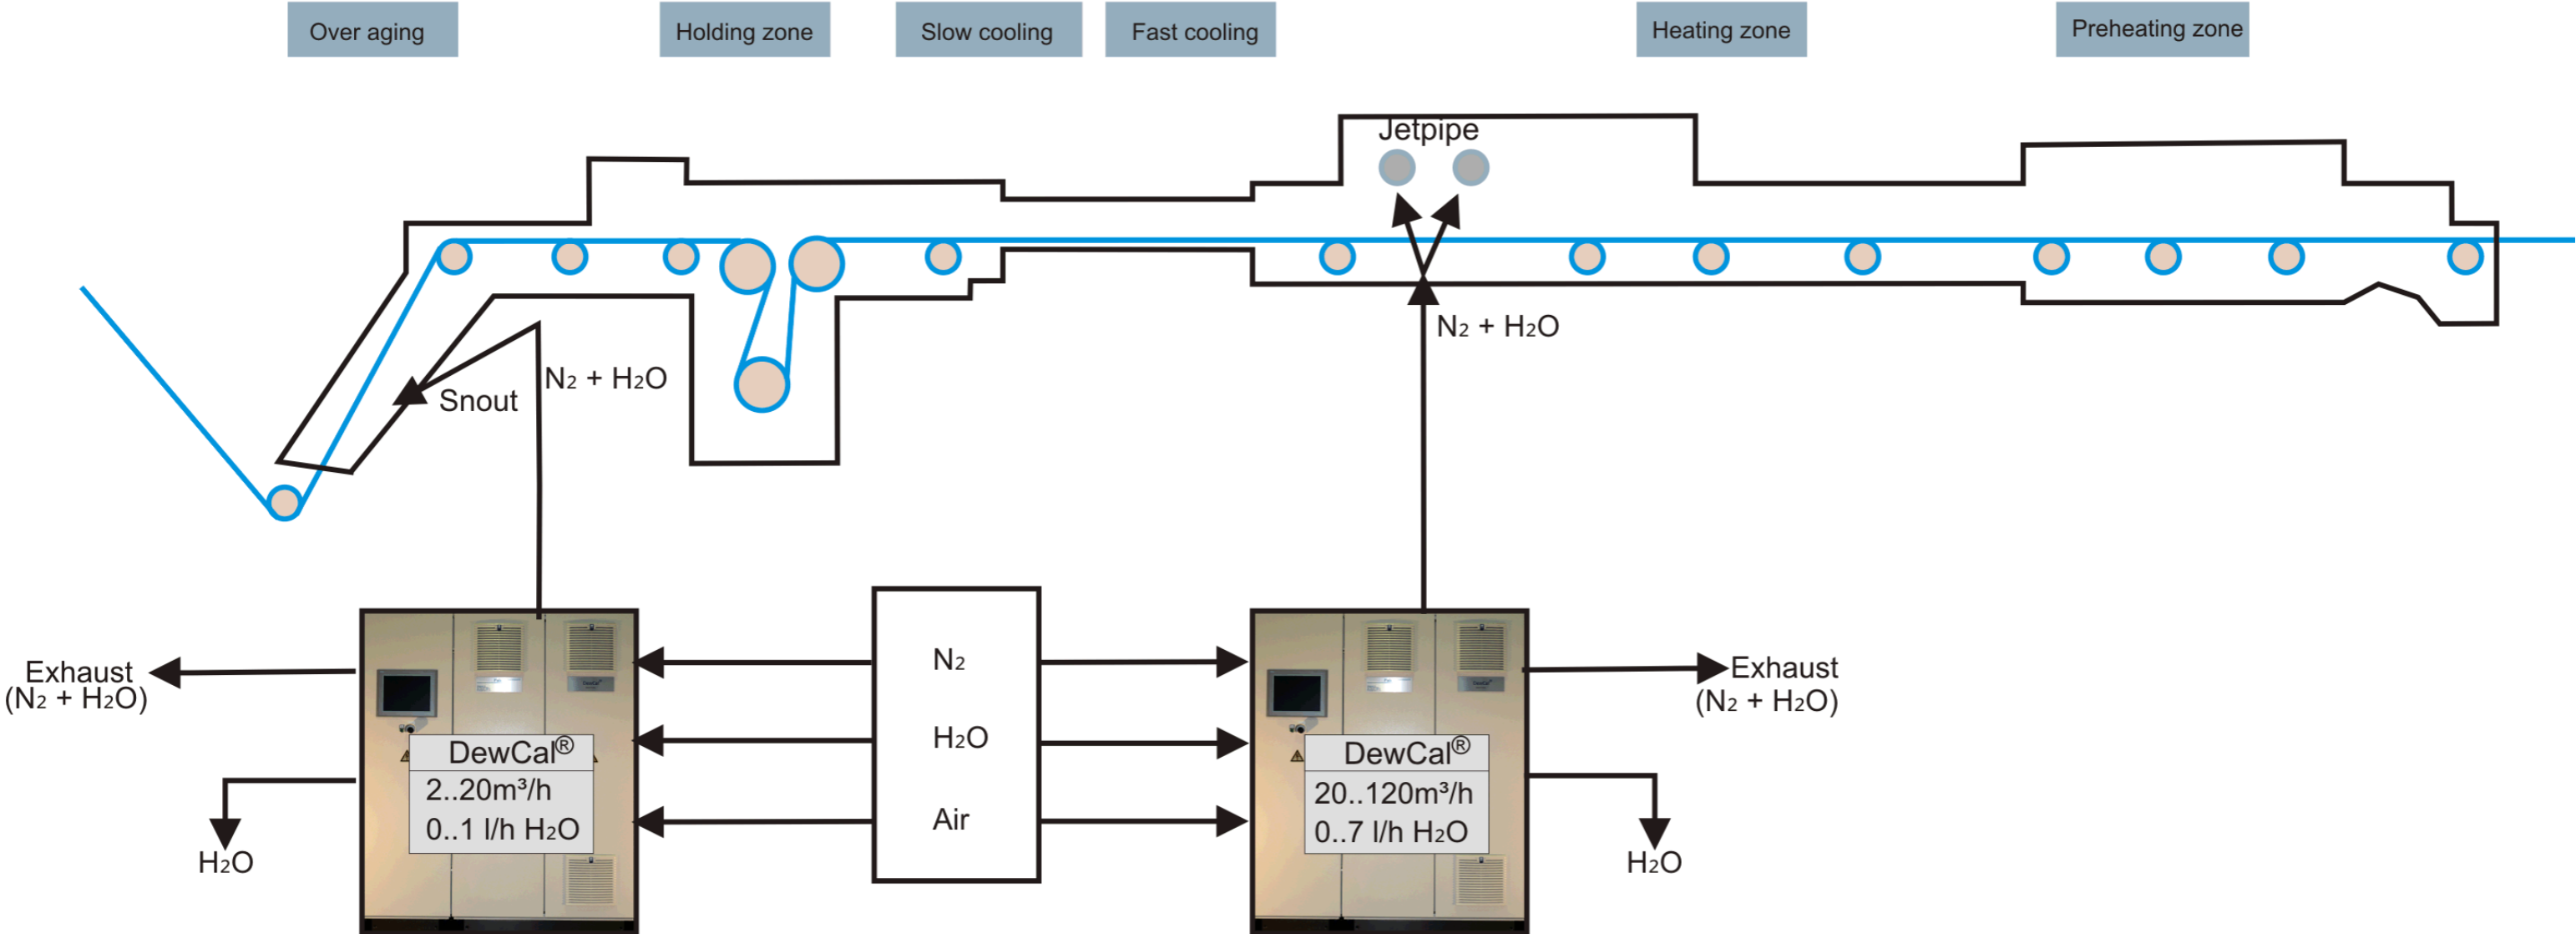 Over aging
Holding zone
Slow cooling
Fast cooling
Heating zone
Preheating zone
Jetpipe
N₂ + H₂O
N₂ + H₂O
Snout
Exhaust
(N₂ + H₂O)
H₂O
DewCal®
2..20m³/h
0..1 l/h H₂O
N₂
H₂O
Air
DewCal®
20..120m³/h
0..7 l/h H₂O
Exhaust
(N₂ + H₂O)
H₂O